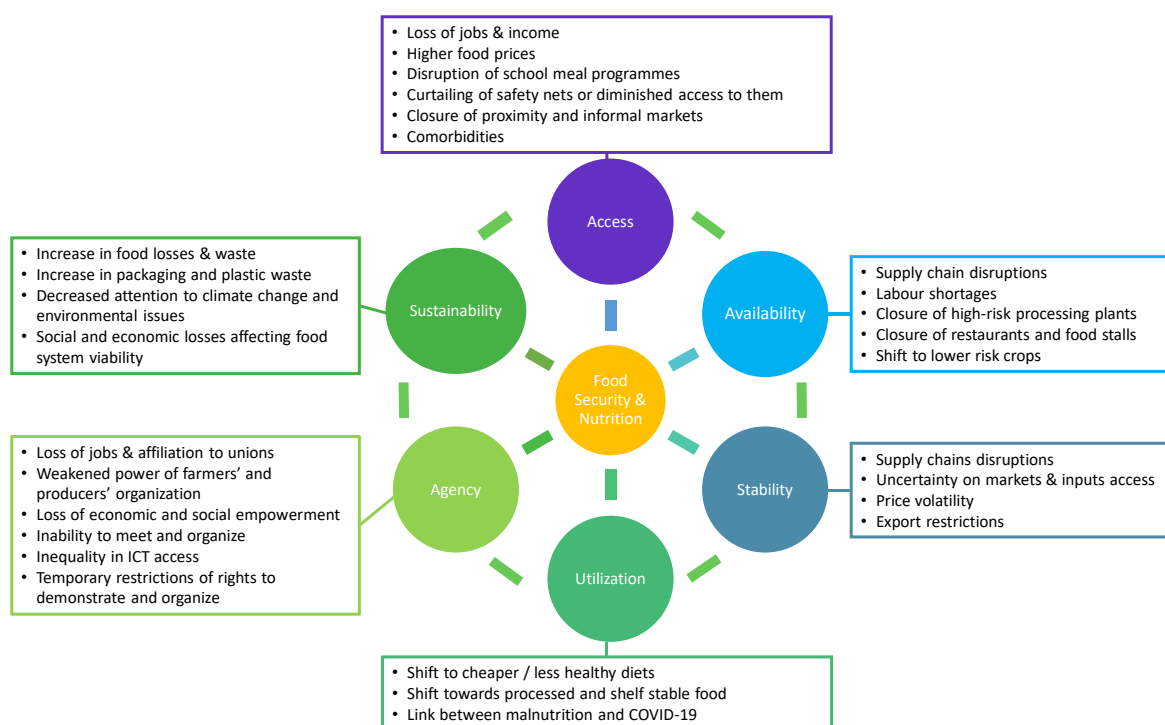 • Loss of jobs & income
• Higher food prices
• Disruption of school meal programmes
• Curtailing of safety nets or diminished access to them
• Closure of proximity and informal markets
• Comorbidities
Access
• Increase in food losses & waste
• Increase in packaging and plastic waste
• Decreased attention to climate change and
environmental issues
• Social and economic losses affecting food
system viability
Sustainability
Availability
• Supply chain disruptions
• Labour shortages
• Closure of high-risk processing plants
• Closure of restaurants and food stalls
• Shift to lower risk crops
Food
Security &
Nutrition
• Loss of jobs & affiliation to unions
• Weakened power of farmers’ and
producers’ organization
• Loss of economic and social empowerment
• Inability to meet and organize
• Inequality in ICT access
• Temporary restrictions of rights to
demonstrate and organize
Agency
Stability
• Supply chains disruptions
• Uncertainty on markets & inputs access
• Price volatility
• Export restrictions
Utilization
• Shift to cheaper / less healthy diets
• Shift towards processed and shelf stable food
• Link between malnutrition and COVID-19